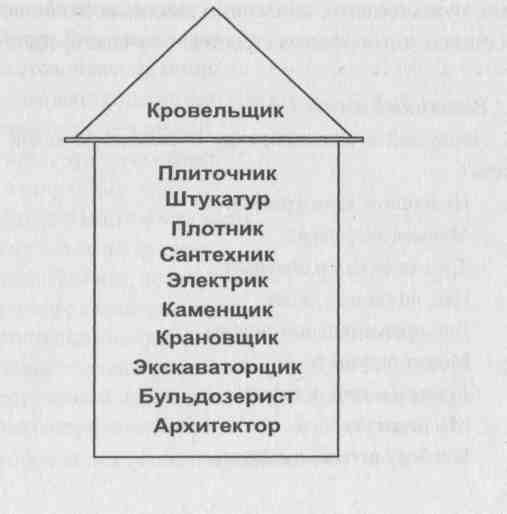 Кровельщик
Плиточник
Штукатур
Плотник
Сантехник
Электрик
Каменщик
Крановщик
Экскаваторщик
Бульдозерист
Архитектор